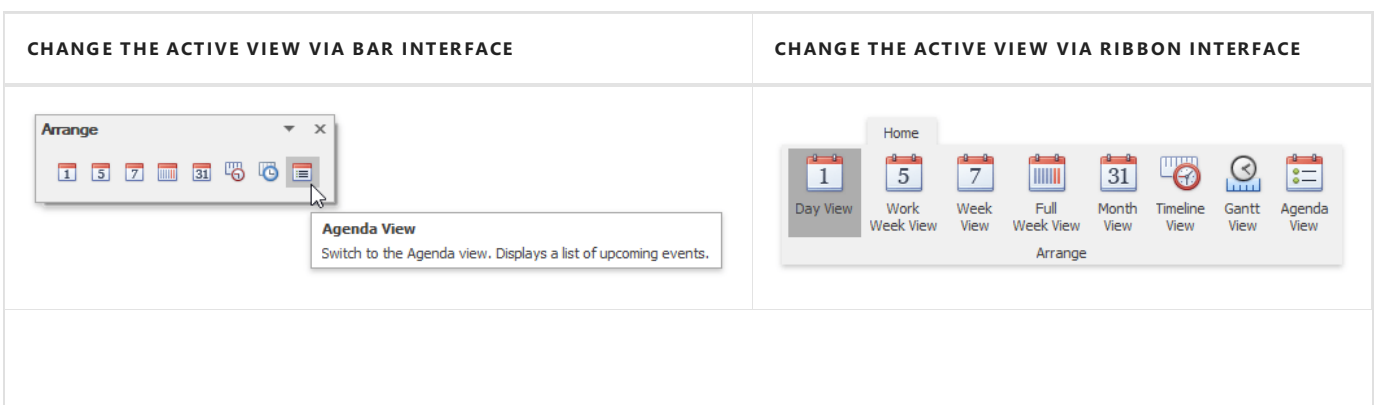 CHANGE THE ACTIVE VIEW VIA BAR INTERFACE
CHANGE THE ACTIVE VIEW VIA RIBBON INTERFACE
Arrange
1 5 7 31
Agenda View
Switch to the Agenda view. Displays a list of upcoming events.
Home
1 5 7 31
Day View Work Week Full Month Timeline Gantt Agenda
Week View View Week View View View View View
Arrange